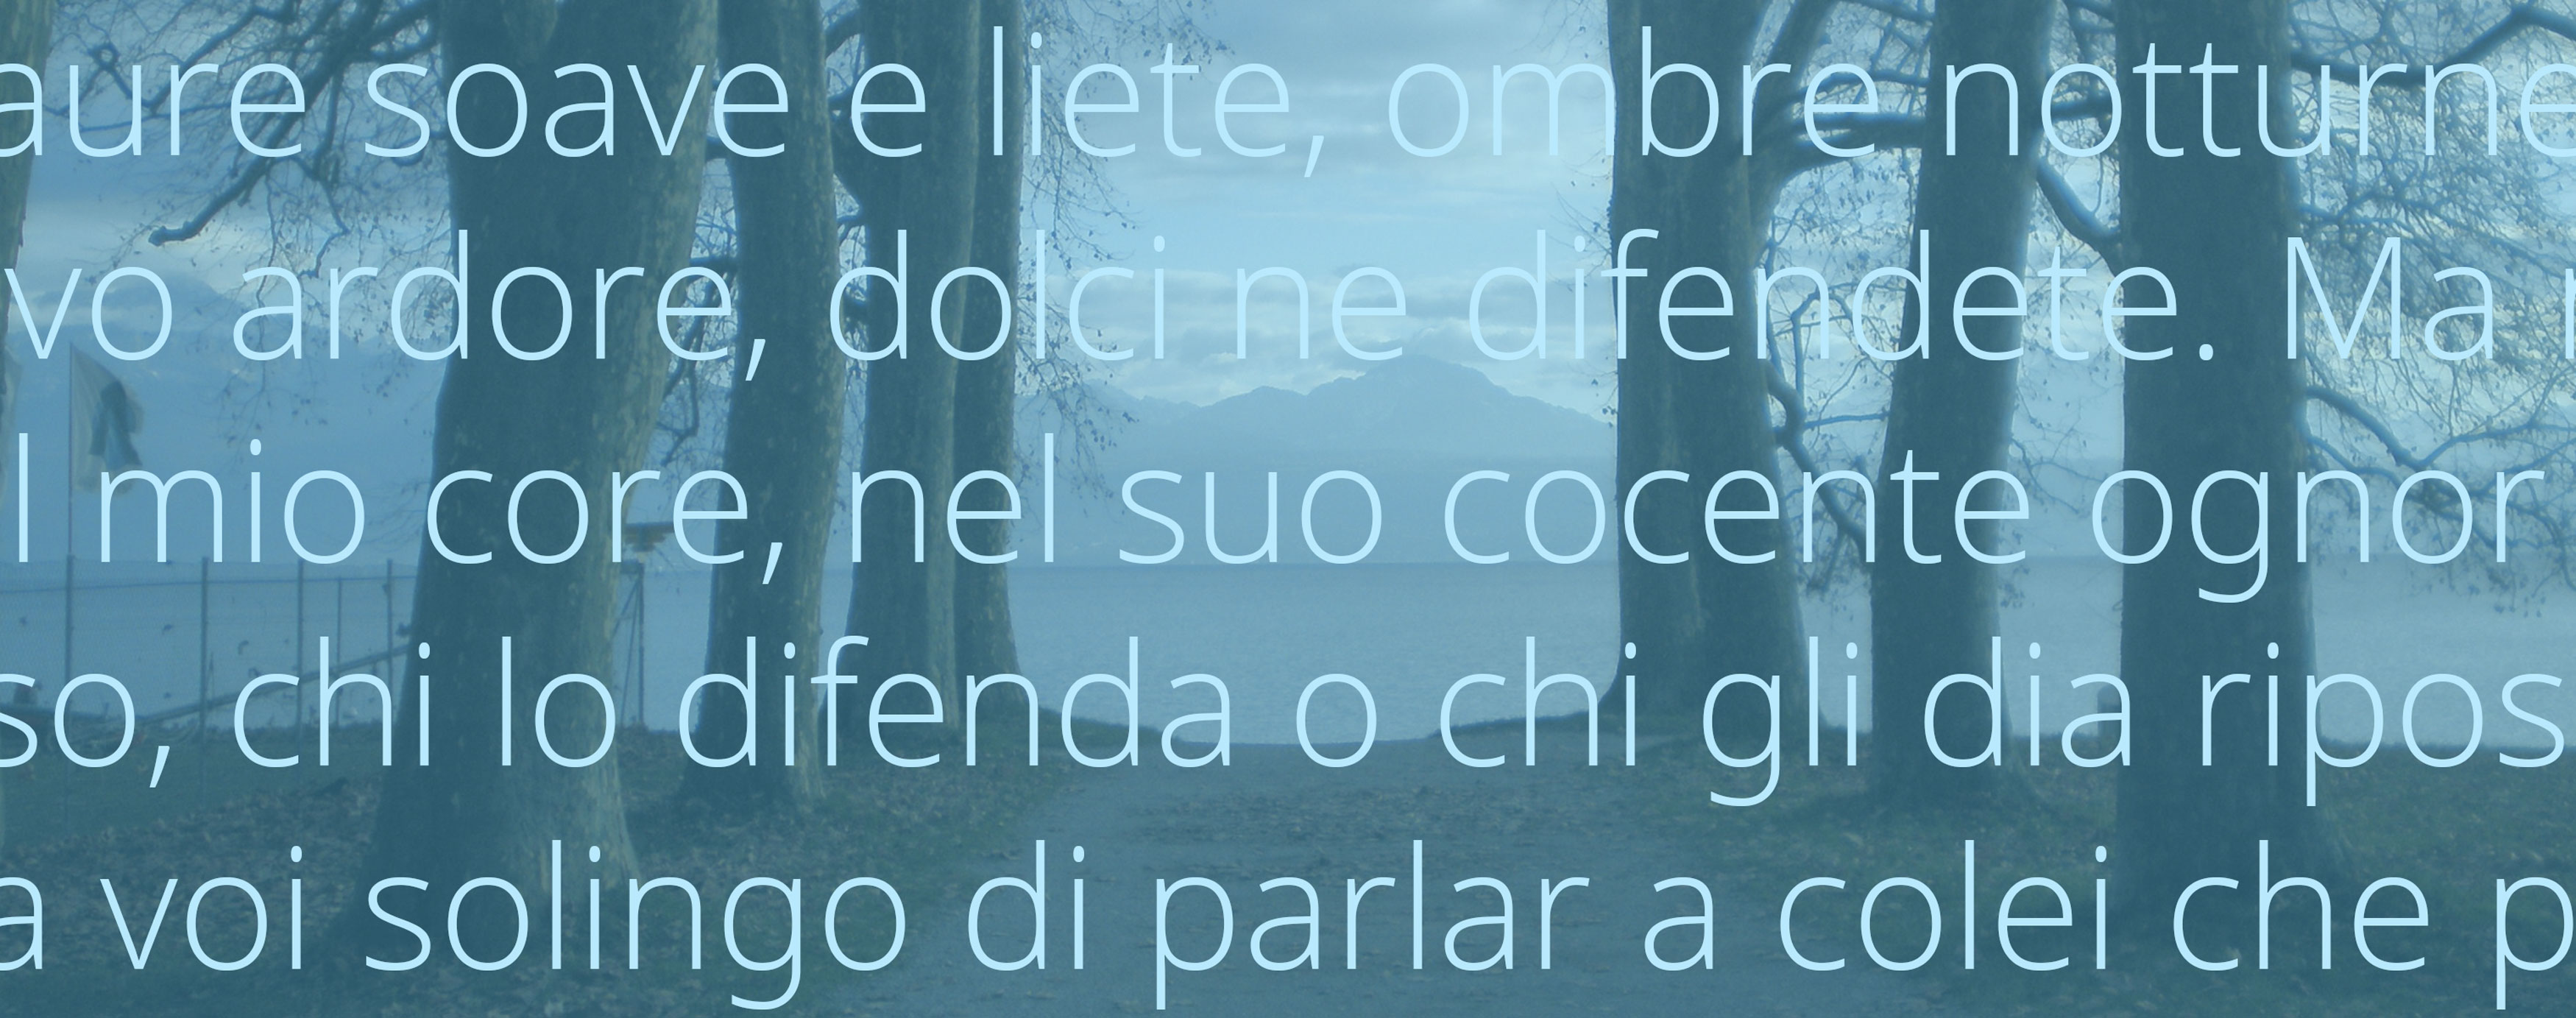 aure soave e liete, ombre notturne
vo ardore, dolci ne difendete. Ma
l mio core, nel suo cocente ognor
so, chi lo difenda o chi gli dia ripos
a voi solingo di parlar a colei che p